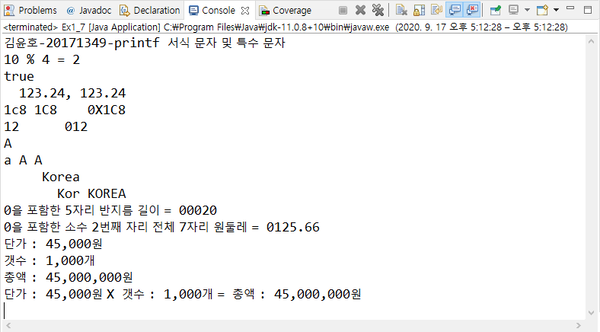 Problems @ Javadoc Declaration Console Coverage
<terminated> Ex1_7 [Java Application] C:₩Program Files₩Java₩jdk-11.0.8+10₩bin₩javaw.exe (2020. 9. 17 오후 5:12:28 – 오후 5:12:28)
김윤호-20171349-printf 서식 문자 및 특수 문자
10 % 4 = 2
true
  123.24, 123.24
1c8 1C8    0X1C8
12      012
A
a A A
     Korea
       Kor KOREA
0을 포함한 5자리 반지름 길이 = 00020
0을 포함한 소수 2번째 자리 전체 7자리 원둘레 = 0125.66
단가 : 45,000원
갯수 : 1,000개
총액 : 45,000,000원
단가 : 45,000원 X 갯수 : 1,000개 = 총액 : 45,000,000원